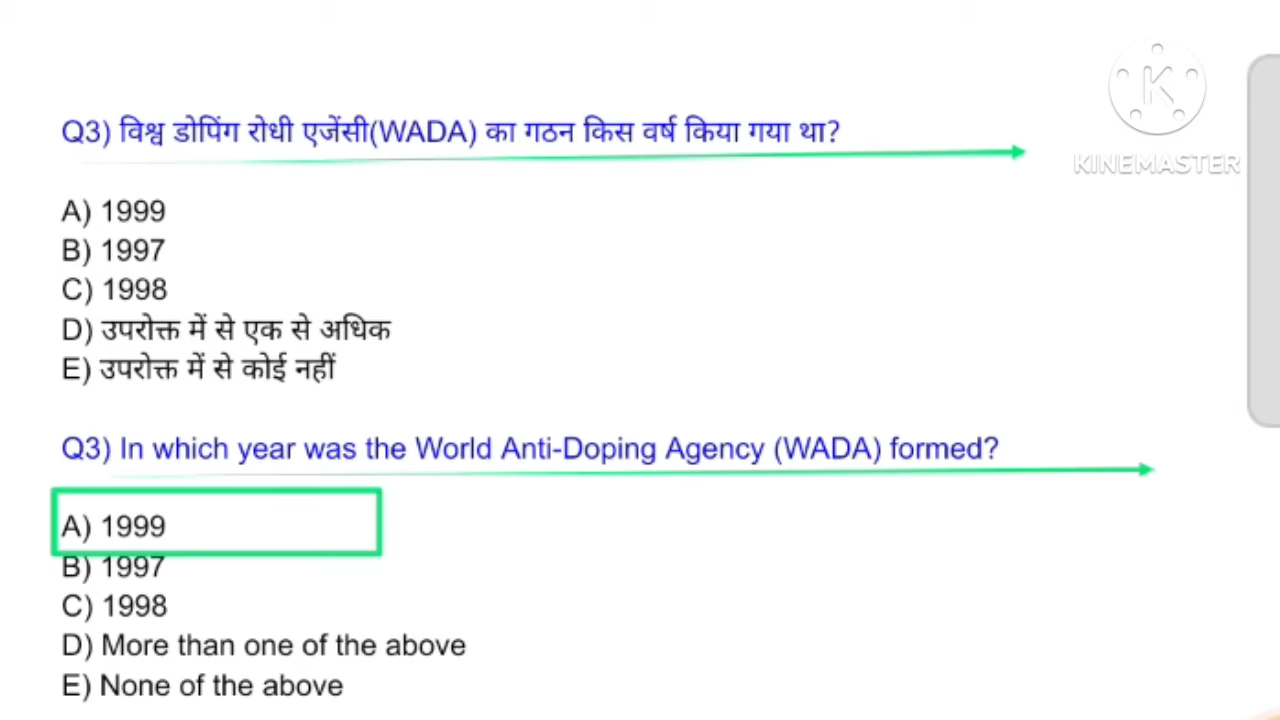 Q3) विश्व डोपिंग रोधी एजेंसी(WADA) का गठन किस वर्ष किया गया था?
KINEMASTER
A) 1999
B) 1997
C) 1998
D) उपरोक्त में से एक से अधिक
E) उपरोक्त में से कोई नहीं
Q3) In which year was the World Anti-Doping Agency (WADA) formed?
A) 1999
B) 1997
C) 1998
D) More than one of the above
E) None of the above